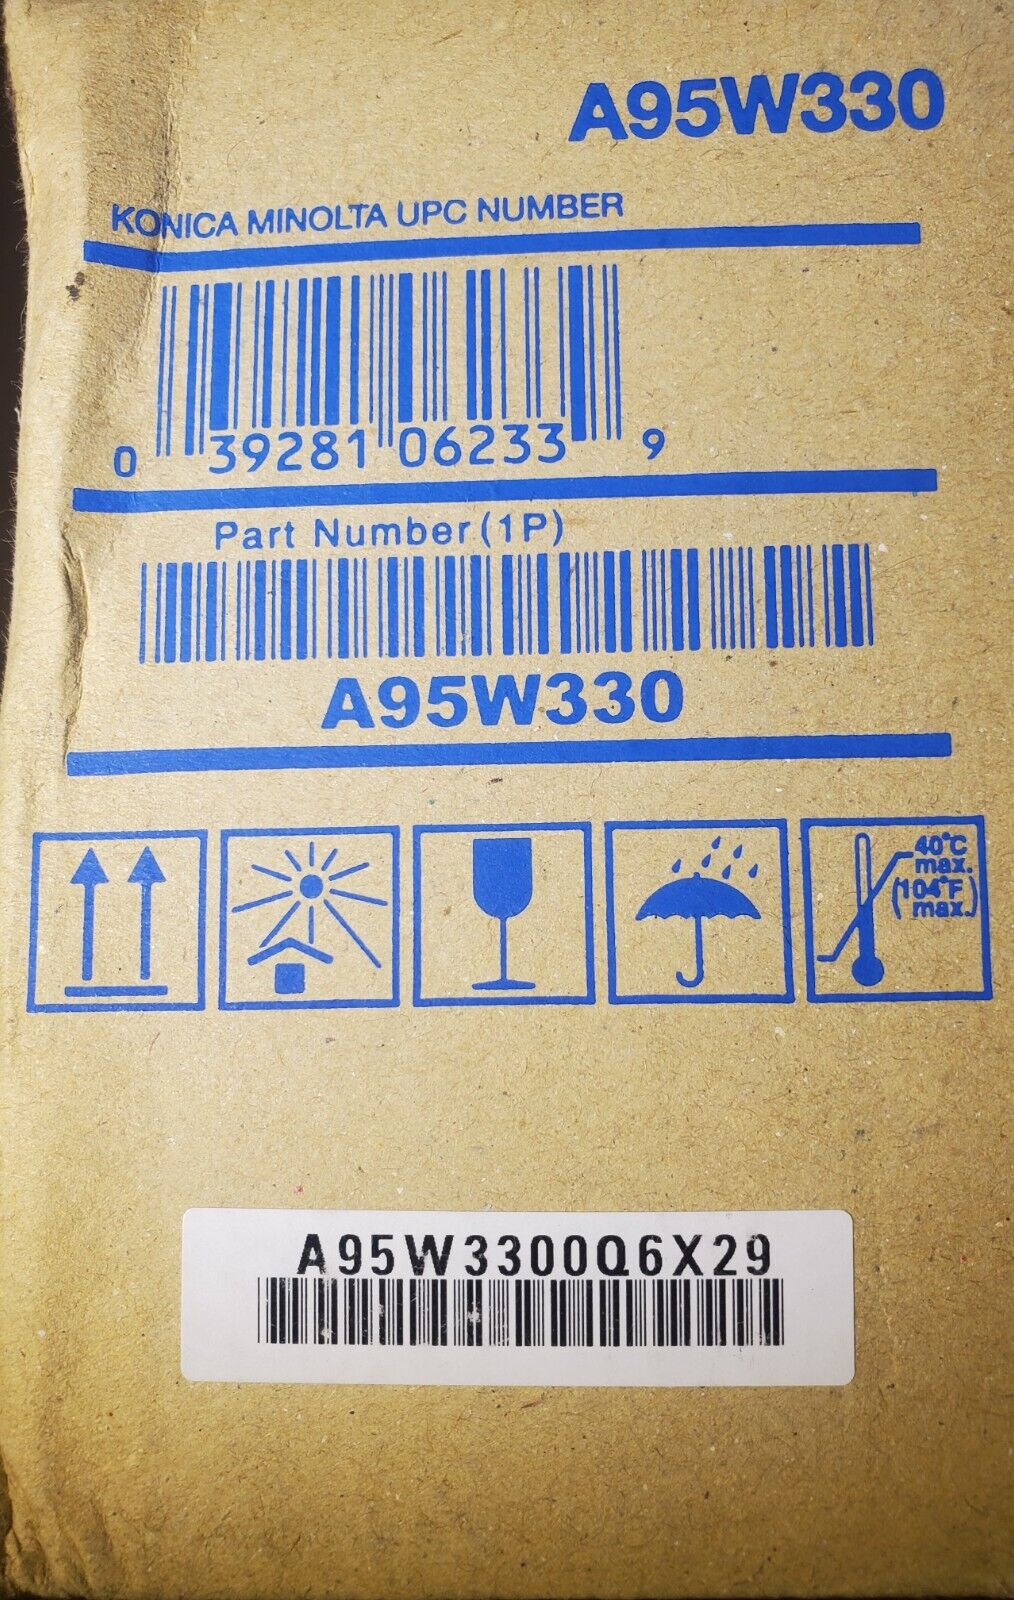 A95W330
KONICA MINOLTA UPC NUMBER
0 39281 06233 9
Part Number (1P)
A95W330
40°C
max.
(104°F
max.)
A95W3300Q6X29